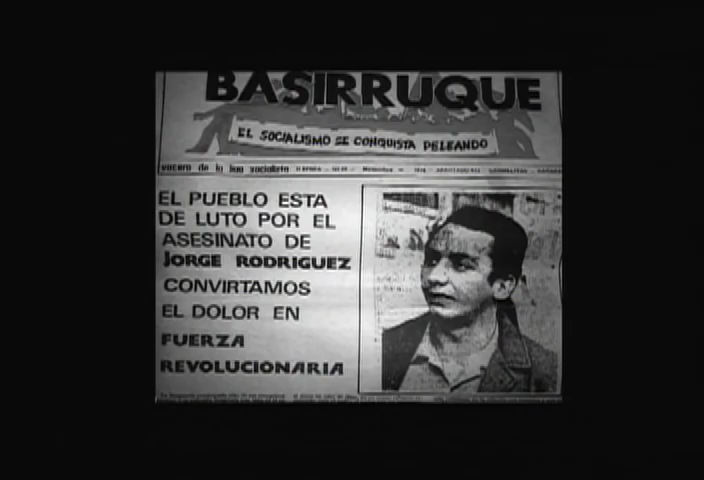 BASIRRUQUE
EL SOCIALISMO SE CONQUISTA PELEANDO
vocero de la liga socialista
EL PUEBLO ESTA
DE LUTO POR EL
ASESINATO DE
JORGE RODRIGUEZ
CONVIRTAMOS
EL DOLOR EN
FUERZA
REVOLUCIONARIA